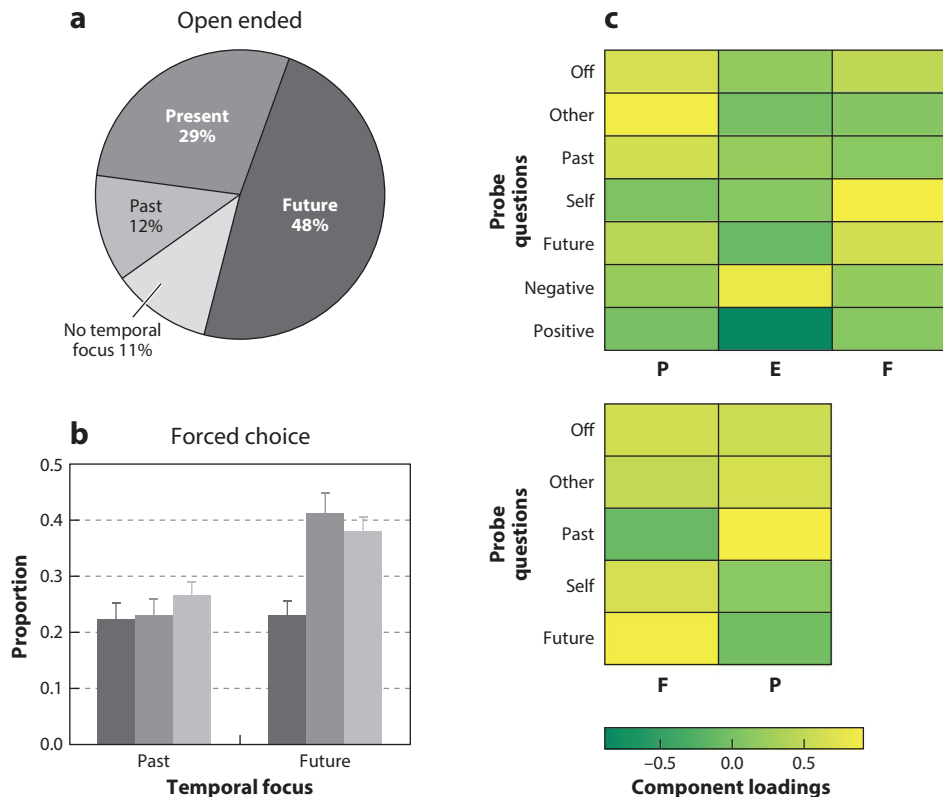 a
Open ended
Present
29%
Future
48%
Past
12%
No temporal
focus 11%
b
Forced choice
Proportion
0.5
0.4
0.3
0.2
0.1
0.0
Past
Future
Temporal focus
c
Probe
questions
Off
Other
Past
Self
Future
Negative
Positive
P
E
F
Probe
questions
Off
Other
Past
Self
Future
F
P
−0.5
0.0
0.5
Component loadings